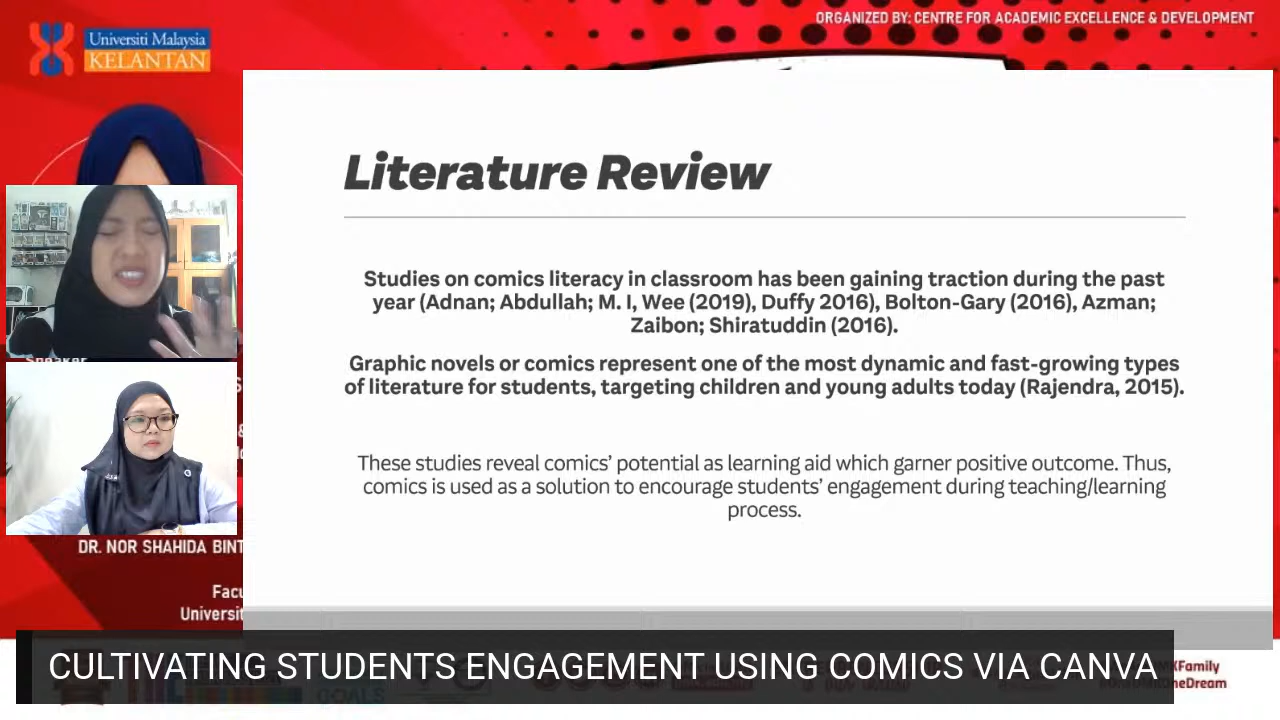 ORGANIZED BY: CENTRE FOR ACADEMIC EXCELLENCE & DEVELOPMENT
Universiti Malaysia
KELANTAN
Literature Review
Studies on comics literacy in classroom has been gaining traction during the past
year (Adnan; Abdullah; M. I, Wee (2019), Duffy 2016), Bolton-Gary (2016), Azman;
Zaibon; Shiratuddin (2016).
Graphic novels or comics represent one of the most dynamic and fast-growing types
of literature for students, targeting children and young adults today (Rajendra, 2015).
These studies reveal comics’ potential as learning aid which garner positive outcome. Thus,
comics is used as a solution to encourage students’ engagement during teaching/learning
process.
Speaker
DR. NOR SHAHIDA BINT
Facu
Universit
CULTIVATING STUDENTS ENGAGEMENT USING COMICS VIA CANVA
GOALS